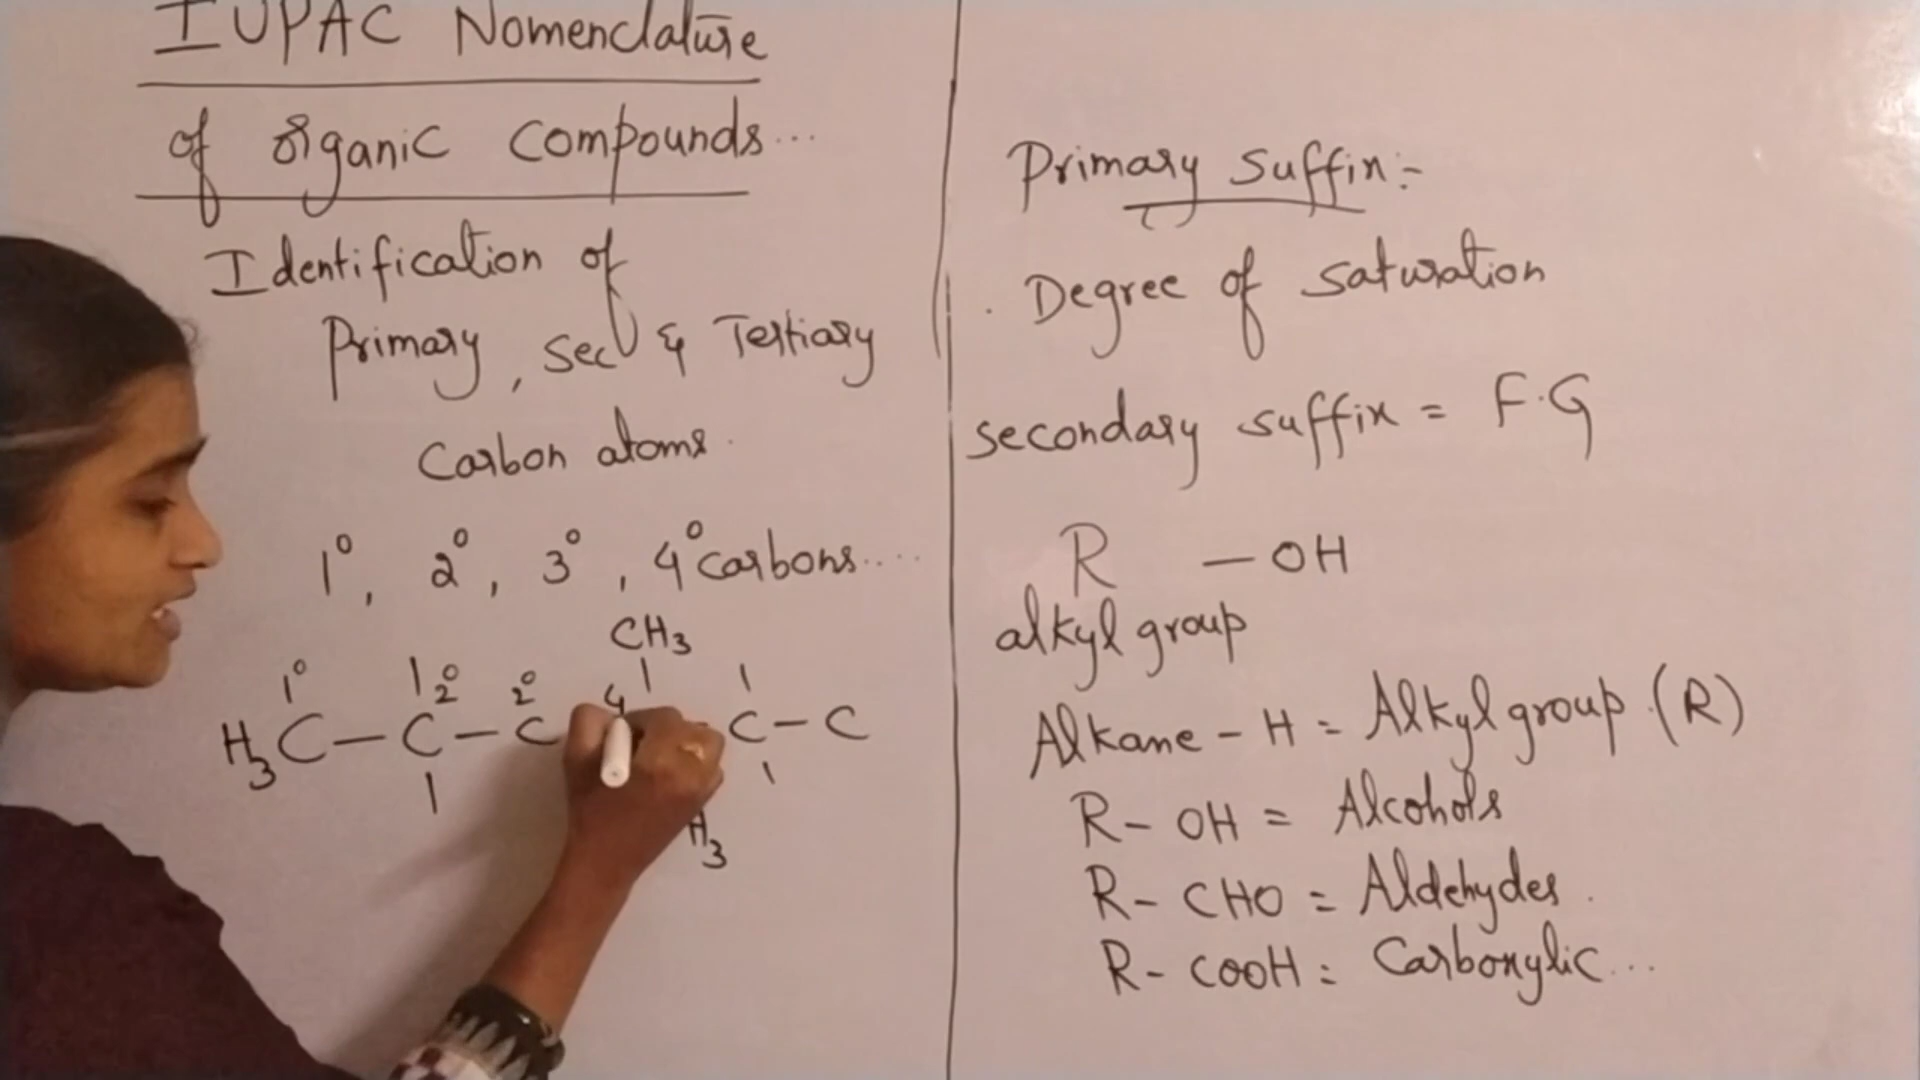 IUPAC Nomenclature
of organic compounds...
Identification of
Primary, Sec & Tertiary
Carbon atoms.
1°, 2°, 3°, 4° carbons....
CH3
1° 2° 2° 4
H3C-C-C C-C
H3
Primary Suffix:-
Degree of saturation
secondary suffix = F.G
R -OH
alkyl group
Alkane - H = Alkyl group (R)
R- OH = Alcohols
R- CHO = Aldehydes.
R- COOH = Carboxylic...